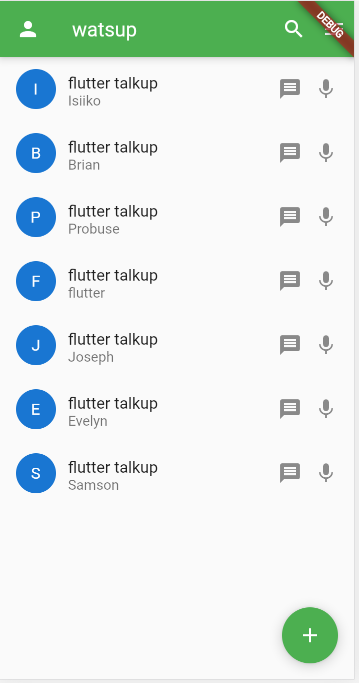 watsup
DEBUG
I
flutter talkup
Isiiko
B
flutter talkup
Brian
P
flutter talkup
Probuse
F
flutter talkup
flutter
J
flutter talkup
Joseph
E
flutter talkup
Evelyn
S
flutter talkup
Samson